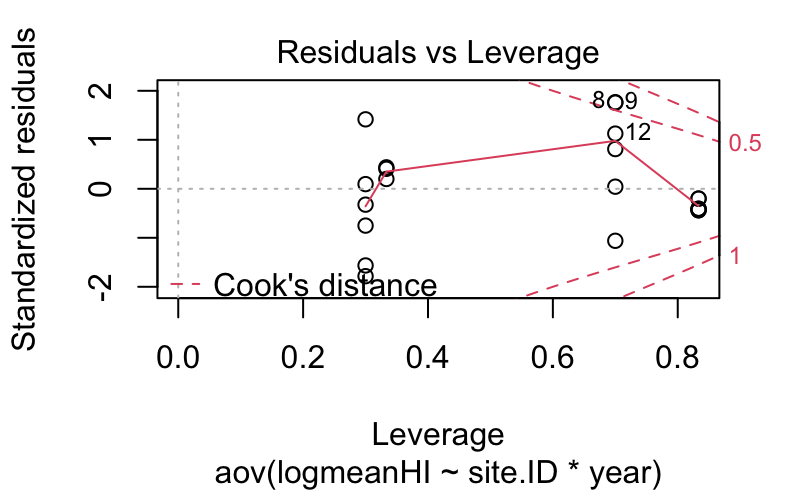 Residuals vs Leverage
Standardized residuals
2
1
0
-2
8 9
12
0.5
1
Cook's distance
0.0 0.2 0.4 0.6 0.8
Leverage
aov(logmeanHI ~ site.ID * year)